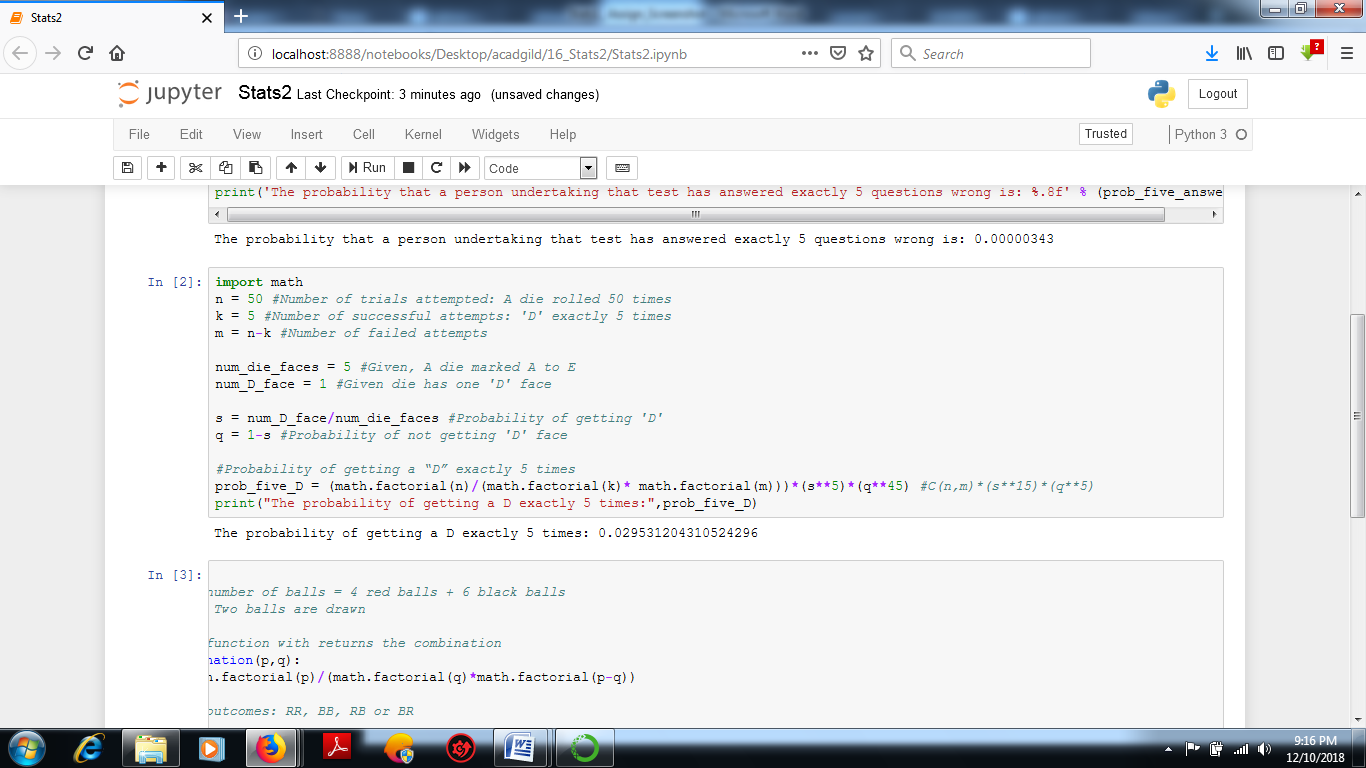 Stats2
localhost:8888/notebooks/Desktop/acadgild/16_Stats2/Stats2.ipynb
Search
?
jupyter Stats2 Last Checkpoint: 3 minutes ago (unsaved changes)
Logout
File Edit View Insert Cell Kernel Widgets Help
Trusted Python 3
Run Code
print('The probability that a person undertaking that test has answered exactly 5 questions wrong is: %.8f' % (prob_five_answe
The probability that a person undertaking that test has answered exactly 5 questions wrong is: 0.00000343
In [2]: import math
n = 50 #Number of trials attempted: A die rolled 50 times
k = 5 #Number of successful attempts: 'D' exactly 5 times
m = n-k #Number of failed attempts
num_die_faces = 5 #Given, A die marked A to E
num_D_face = 1 #Given die has one 'D' face
s = num_D_face/num_die_faces #Probability of getting 'D'
q = 1-s #Probability of not getting 'D' face
#Probability of getting a “D” exactly 5 times
prob_five_D = (math.factorial(n)/(math.factorial(k)* math.factorial(m)))*(s**5)*(q**45) #C(n,m)*(s**15)*(q**5)
print("The probability of getting a D exactly 5 times:",prob_five_D)
The probability of getting a D exactly 5 times: 0.029531204310524296
In [3]:
number of balls = 4 red balls + 6 black balls
Two balls are drawn
function with returns the combination
nation(p,q):
h.factorial(p)/(math.factorial(q)*math.factorial(p-q))
outcomes: RR, BB, RB or BR
9:16 PM
12/10/2018